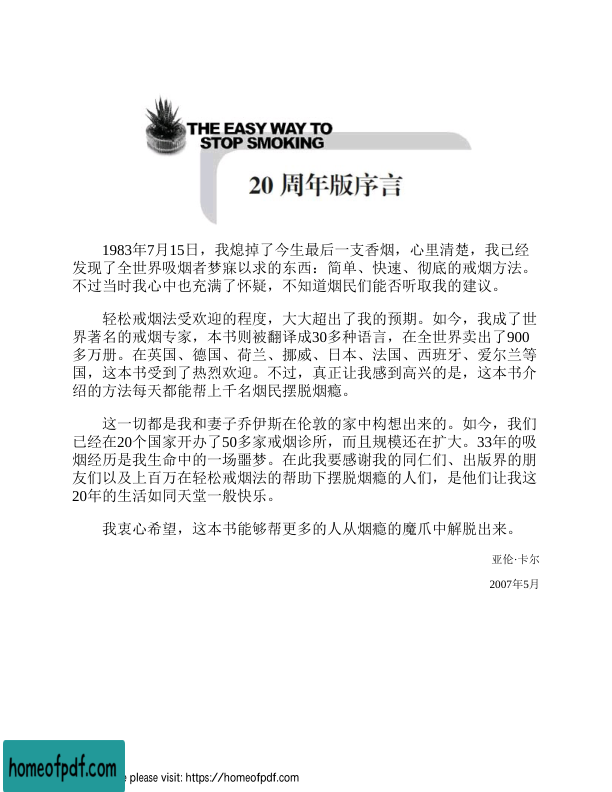 THE EASY WAY TO
STOP SMOKING
20 周年版序言
1983年7月15日，我熄掉了今生最后一支香烟，心里清楚，我已经
发现了全世界吸烟者梦寐以求的东西：简单、快速、彻底的戒烟方法。
不过当时我心中也充满了怀疑，不知道烟民们能否听取我的建议。
轻松戒烟法受欢迎的程度，大大超出了我的预期。如今，我成了世
界著名的戒烟专家，本书则被翻译成30多种语言，在全世界卖出了900
多万册。在英国、德国、荷兰、挪威、日本、法国、西班牙、爱尔兰等
国，这本书受到了热烈欢迎。不过，真正让我感到高兴的是，这本书介
绍的方法每天都能帮上千名烟民摆脱烟瘾。
这一切都是我和妻子乔伊斯在伦敦的家中构想出来的。如今，我们
已经在20个国家开办了50多家戒烟诊所，而且规模还在扩大。33年的吸
烟经历是我生命中的一场噩梦。在此我要感谢我的同仁们、出版界的朋
友们以及上百万在轻松戒烟法的帮助下摆脱烟瘾的人们，是他们让我这
20年的生活如同天堂一般快乐。
我衷心希望，这本书能够帮更多的人从烟瘾的魔爪中解脱出来。
亚伦·卡尔
2007年5月
homeofpdf.com
e please visit: https://homeofpdf.com